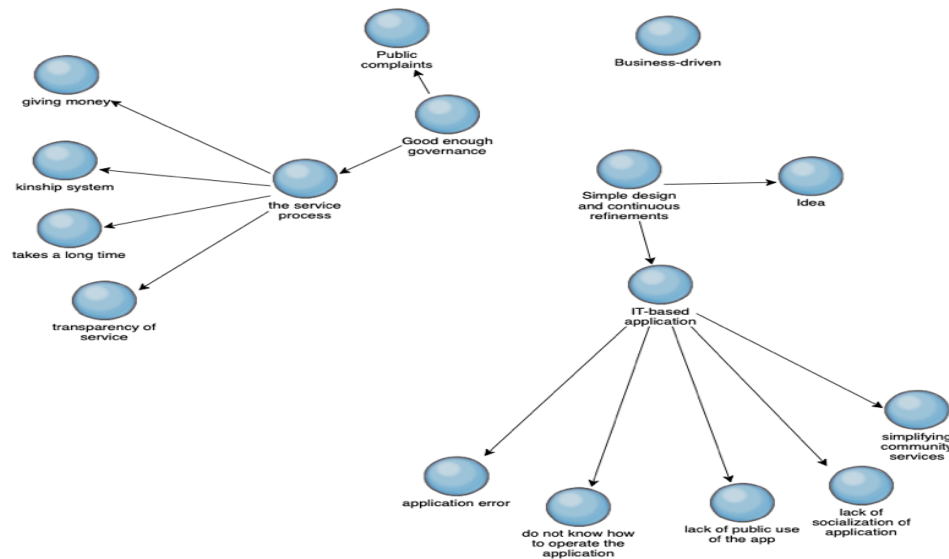 Public
complaints
Business-driven
giving money
Good enough
governance
kinship system
the service
process
Simple design
and continuous
refinements
Idea
takes a long time
transparency of
service
IT-based
application
simplifying
community
services
application error
do not know how
to operate the
application
lack of public use
of the app
lack of
socialization of
application